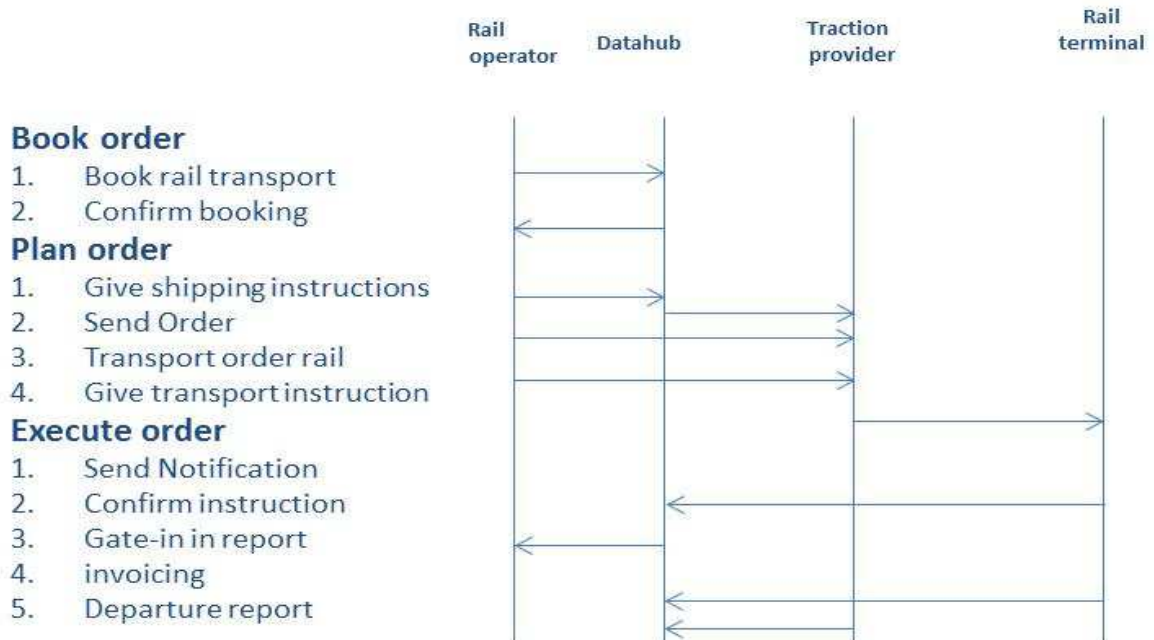 Rail
operator
Datahub
Traction
provider
Rail
terminal
Book order
1. Book rail transport
2. Confirm booking
Plan order
1. Give shipping instructions
2. Send Order
3. Transport order rail
4. Give transport instruction
Execute order
1. Send Notification
2. Confirm instruction
3. Gate-in in report
4. invoicing
5. Departure report